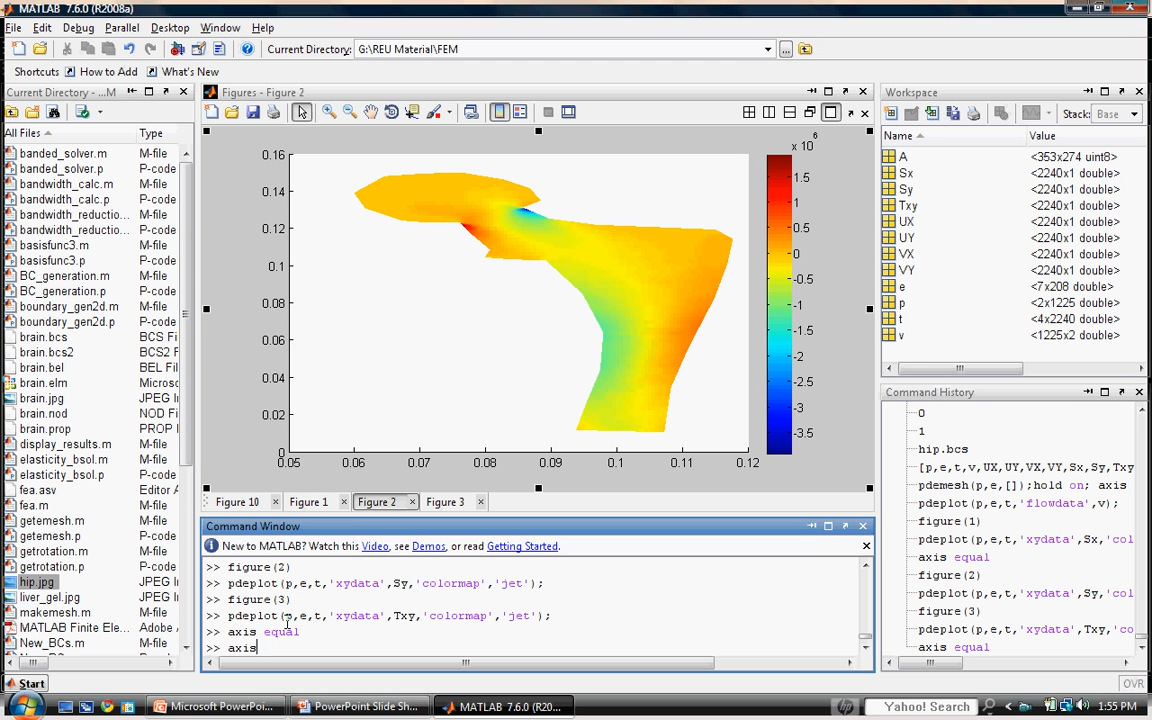 MATLAB 7.6.0 (R2008a)
File Edit Debug Parallel Desktop Window Help
Current Directory: G:\REU Material\FEM
Shortcuts How to Add What's New
Current Directory - ...M
All Files Type
banded_solver.m M-file
banded_solver.p P-code
bandwidth_calc.m M-file
bandwidth_calc.p P-code
bandwidth_reductio... M-file
bandwidth_reductio... P-code
basisfunc3.m M-file
basisfunc3.p P-code
BC_generation.m M-file
BC_generation.p P-code
boundary_gen2d.m M-file
boundary_gen2d.p P-code
brain.bcs BCS Fi
brain.bcs2 BCS2 F
brain.bel BEL Fi
brain.elm Micros
brain.jpg JPEG I
brain.nod NOD Fi
brain.prop PROP
display_results.m M-file
elasticity_bsol.m M-file
elasticity_bsol.p P-code
fea.asv Editor A
fea.m M-file
getemesh.m M-file
getemesh.p P-code
getrotation.m M-file
getrotation.p P-code
hip.jpg JPEG I
liver_gel.jpg JPEG I
makemesh.m M-file
MATLAB Finite Ele... Adobe
New_BCs.m M-file
Figures - Figure 2
x 10^6
0.16
0.14
0.12
0.1
0.08
0.06
0.04
0.02
0
0.05 0.06 0.07 0.08 0.09 0.1 0.11 0.12
1.5
1
0.5
0
-0.5
-1
-1.5
-2
-2.5
-3
-3.5
Figure 10 Figure 1 Figure 2 Figure 3
Command Window
New to MATLAB? Watch this Video, see Demos, or read Getting Started.
>> figure(2)
>> pdeplot(p,e,t,'xydata',Sy,'colormap','jet');
>> figure(3)
>> pdeplot(p,e,t,'xydata',Txy,'colormap','jet');
>> axis equal
>> axis
Workspace
Stack: Base
Name Value
A <353x274 uint8>
Sx <2240x1 double>
Sy <2240x1 double>
Txy <2240x1 double>
UX <2240x1 double>
UY <2240x1 double>
VX <2240x1 double>
VY <2240x1 double>
e <7x208 double>
p <2x1225 double>
t <4x2240 double>
v <1225x2 double>
Command History
0
1
hip.bcs
[p,e,t,v,UX,UY,VX,VY,Sx,Sy,Txy
pdemesh(p,e,[]);hold on; axis
pdeplot(p,e,t,'flowdata',v);
figure(1)
pdeplot(p,e,t,'xydata',Sx,'col
axis equal
figure(2)
pdeplot(p,e,t,'xydata',Sy,'col
figure(3)
pdeplot(p,e,t,'xydata',Txy,'co
axis equal
Start OVR
Microsoft PowerPoi... PowerPoint Slide Sh... MATLAB 7.6.0 (R20... hp Yahoo! Search 1:55 PM